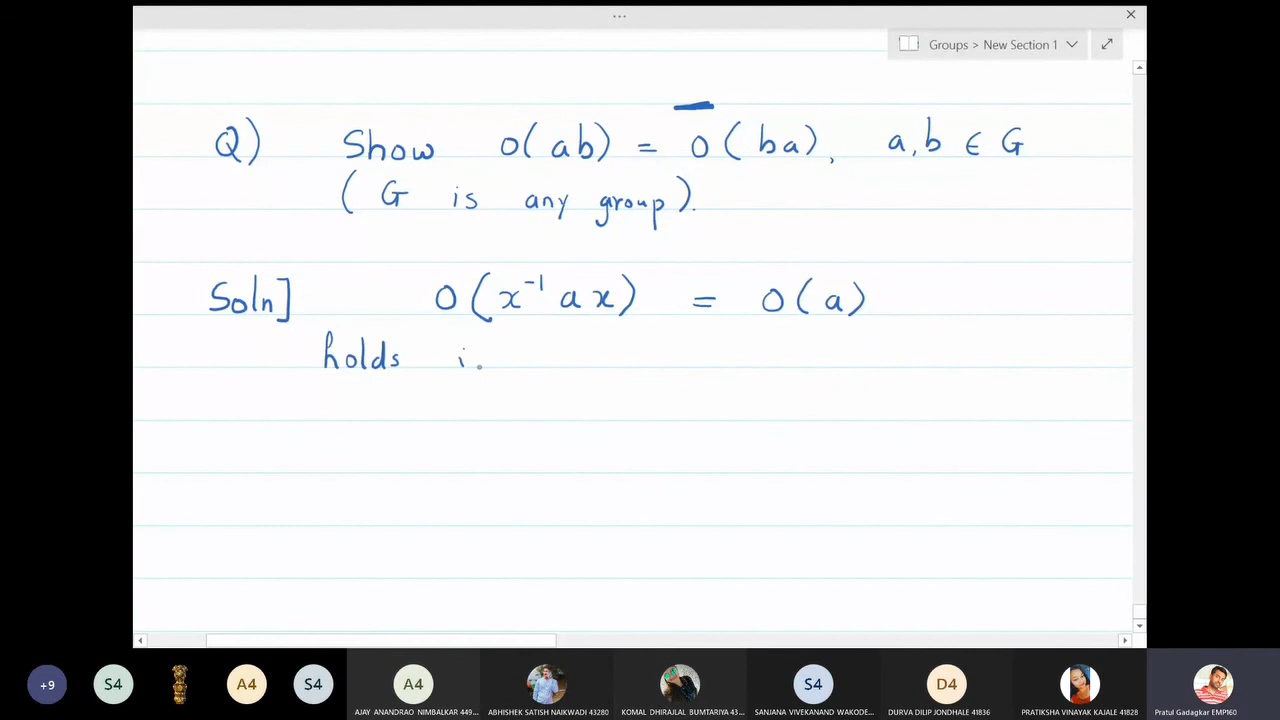 Groups > New Section 1
Q) Show o(ab) = o(ba), a,b ∈ G
(G is any group).
Soln] O(x⁻¹ax) = O(a)
holds i
+9 S4 A4 S4 A4 S4 D4
AJAY ANANDRAO NIMBALKAR 449... ABHISHEK SATISH NAIKWADI 43280 KOMAL DHIRAJLAL BUMTARIYA 43... SANJANA VIVEKANAND WAKODE... DURVA DILIP JONDHALE 41836 PRATIKSHA VINAYAK KAJALE 41828 Pratul Gadagkar EMP160